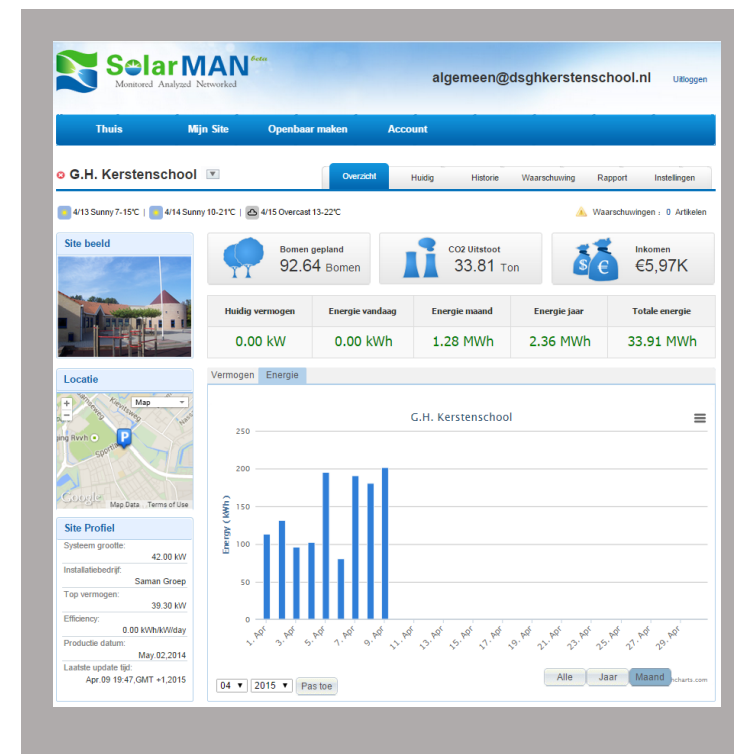 SolarMAN Beta
Monitored Analyzed Networked
algemeen@dsghkerstenschool.nl Uitloggen
Thuis Mijn Site Openbaar maken Account
G.H. Kerstenschool
Overzicht Huidig Historie Waarschuwing Rapport Instellingen
4/13 Sunny 7-15℃ | 4/14 Sunny 10-21℃ | 4/15 Overcast 13-22℃
Waarschuwingen : 0 Artikelen
Site beeld
Bomen gepland
92.64 Bomen
CO2 Uitstoot
33.81 Ton
Inkomen
€5,97K
Huidig vermogen Energie vandaag Energie maand Energie jaar Totale energie
0.00 kW 0.00 kWh 1.28 MWh 2.36 MWh 33.91 MWh
Locatie
+
−
Map
Kievitsweg
ping Rvvh
P
Google
Map Data Terms of Use
Site Profiel
Systeem grootte:
42.00 kW
Installatiebedrijf:
Saman Groep
Top vermogen:
39.30 kW
Efficiency:
0.00 kWh/kW/day
Productie datum:
May.02,2014
Laatste update tijd:
Apr.09 19:47,GMT +1,2015
Vermogen Energie
G.H. Kerstenschool
Energy ( kWh )
250
200
150
100
50
0
1. Apr 3. Apr 5. Apr 7. Apr 9. Apr 11. Apr 13. Apr 15. Apr 17. Apr 19. Apr 21. Apr 23. Apr 25. Apr 27. Apr 29. Apr
04 2015 Pas toe
Alle Jaar Maand hcharts.com